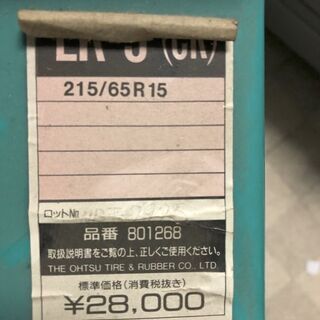 (CK)
215/65R15
ロットNo.
品番 801268
取扱説明書をご覧の上、正しくご使用ください。
THE OHTSU TIRE & RUBBER CO., LTD.
標準価格(消費税抜き)
¥28,000